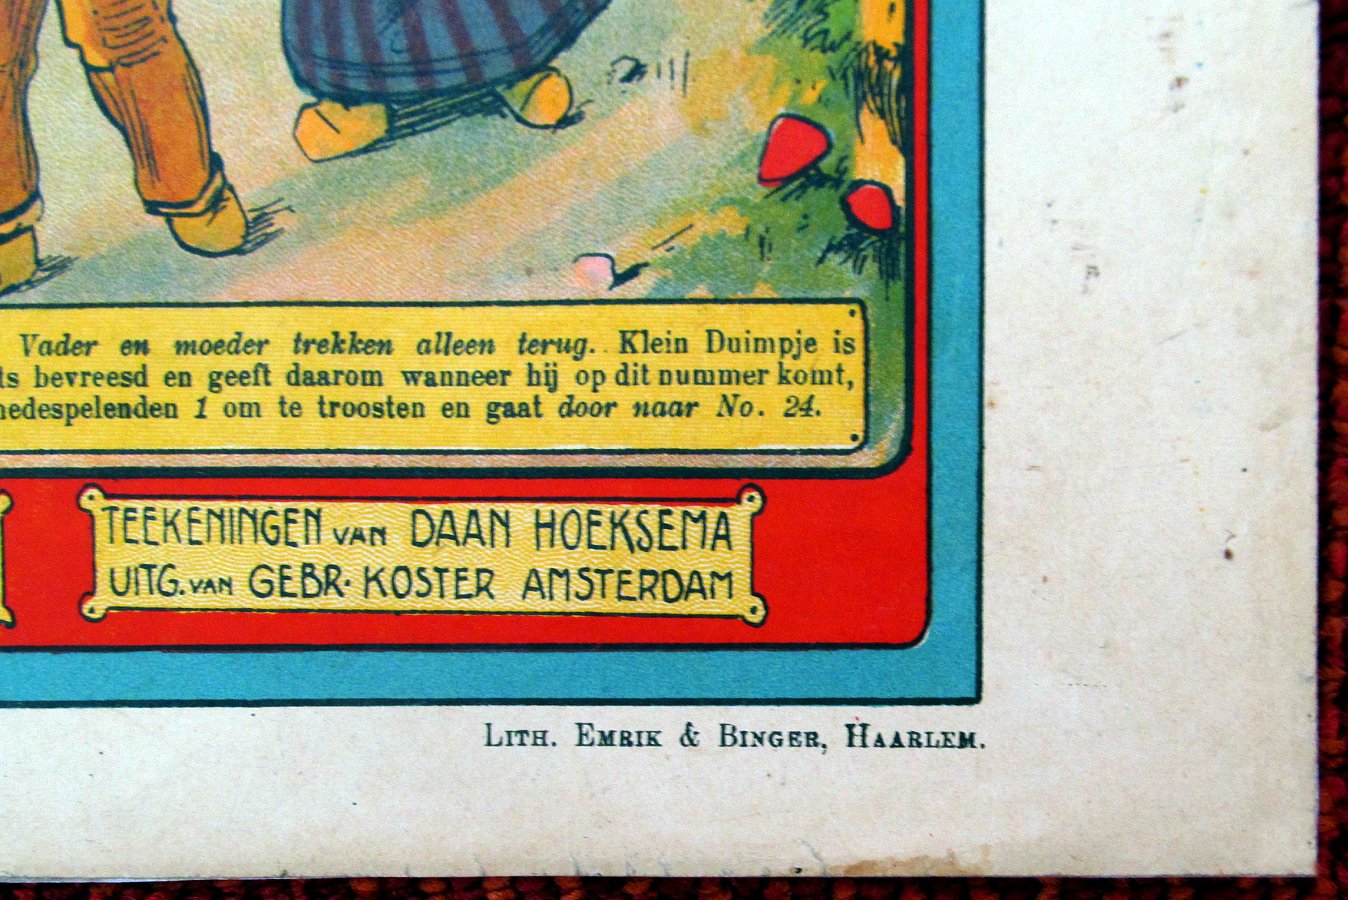 Vader en moeder trekken alleen terug. Klein Duimpje is
ts bevreesd en geeft daarom wanneer hij op dit nummer komt,
nedespelenden 1 om te troosten en gaat door naar No. 24.
TEEKENINGEN VAN DAAN HOEKSEMA
UITG. VAN GEBR. KOSTER AMSTERDAM
LITH. EMRIK & BINGER, HAARLEM.